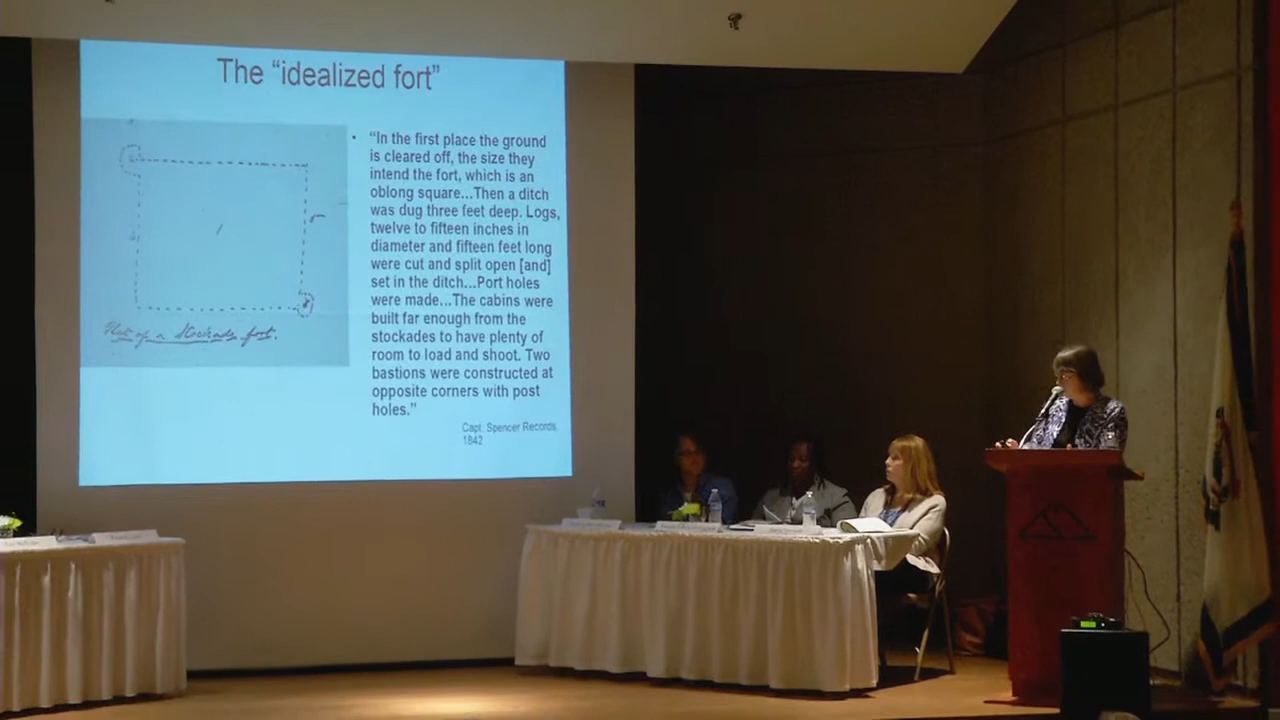 The “idealized fort”
• “In the first place the ground
is cleared off, the size they
intend the fort, which is an
oblong square...Then a ditch
was dug three feet deep. Logs,
twelve to fifteen inches in
diameter and fifteen feet long
were cut and split open [and]
set in the ditch...Port holes
were made...The cabins were
built far enough from the
stockades to have plenty of
room to load and shoot. Two
bastions were constructed at
opposite corners with post
holes.”
Capt. Spencer Records
1842
of a Stockade fort.